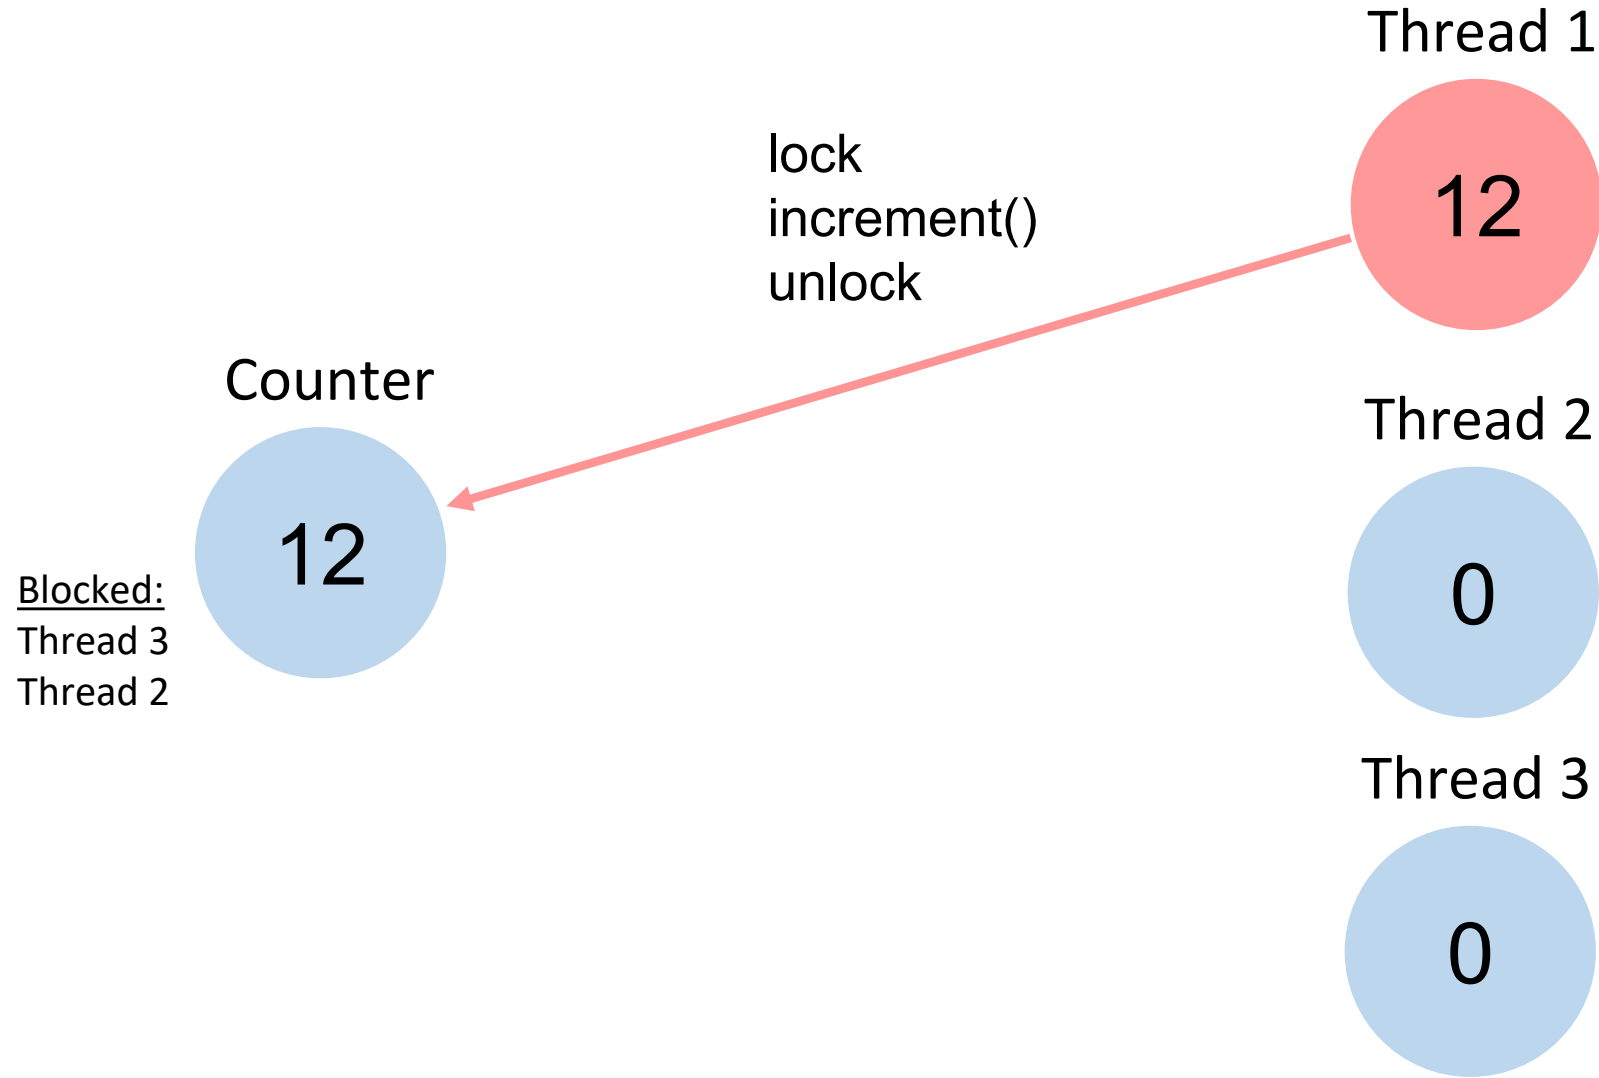 Thread 1
12
lock
increment()
unlock
Counter
12
Blocked:
Thread 3
Thread 2
Thread 2
0
Thread 3
0